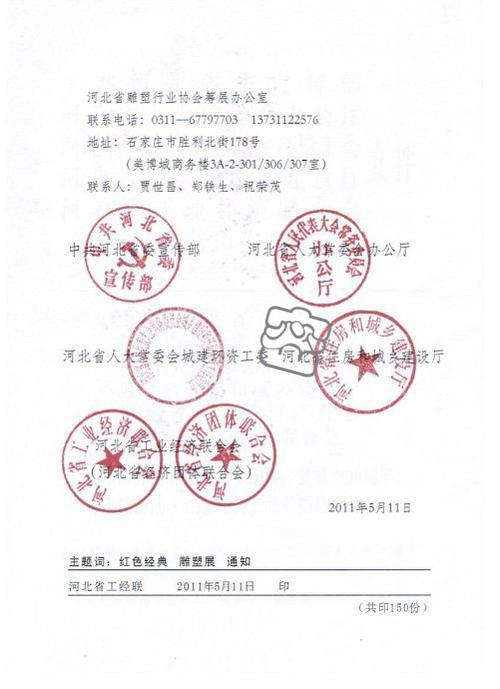 河北省雕塑行业协会筹展办公室
联系电话：0311—67797703 13731122576
地址：石家庄市胜利北街178号
（美博城商务楼3A-2-301/306/307室）
联系人：贾世昌、郑铁生、祝荣茂
中共河北省委宣传部 河北省人大常委会办公厅
中共河北省委
宣传部
河北省人民代表大会常务委员会
办公厅
河北省人大常委会城建环资工委 河北省住房和城乡建设厅
河北省住房和城乡建设厅
河北省工业经济联合会
（河北省经济团体联合会）
河北省工业经济联合会
河北省经济团体联合会
2011年5月11日
主题词：红色经典 雕塑展 通知
河北省工经联 2011年5月11日 印
（共印150份）